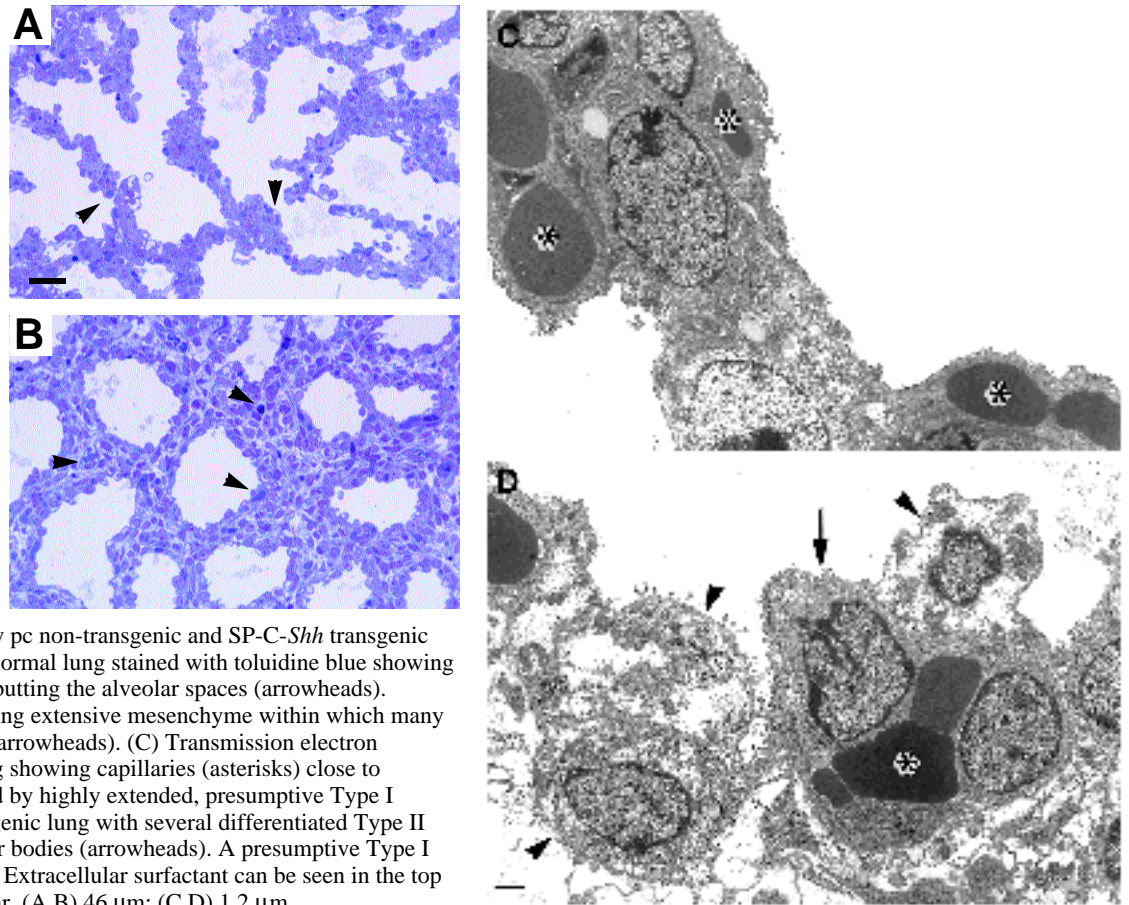 A
B
C
D
y pc non-transgenic and SP-C-Shh transgenic
ormal lung stained with toluidine blue showing
butting the alveolar spaces (arrowheads).
ing extensive mesenchyme within which many
arrowheads). (C) Transmission electron
g showing capillaries (asterisks) close to
d by highly extended, presumptive Type I
genic lung with several differentiated Type II
r bodies (arrowheads). A presumptive Type I
Extracellular surfactant can be seen in the top
ar, (A,B) 46 µm; (C,D) 1.2 µm